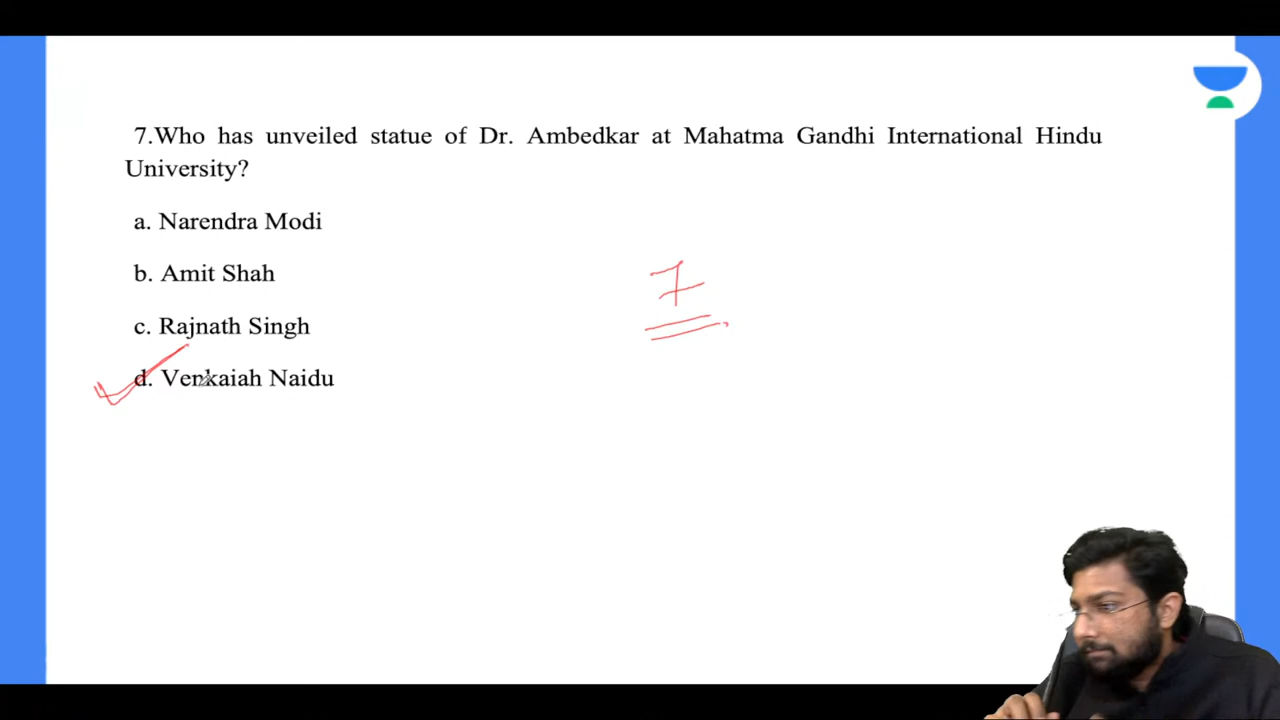 7.Who has unveiled statue of Dr. Ambedkar at Mahatma Gandhi International Hindu
University?
a. Narendra Modi
b. Amit Shah
7
c. Rajnath Singh
d. Venkaiah Naidu